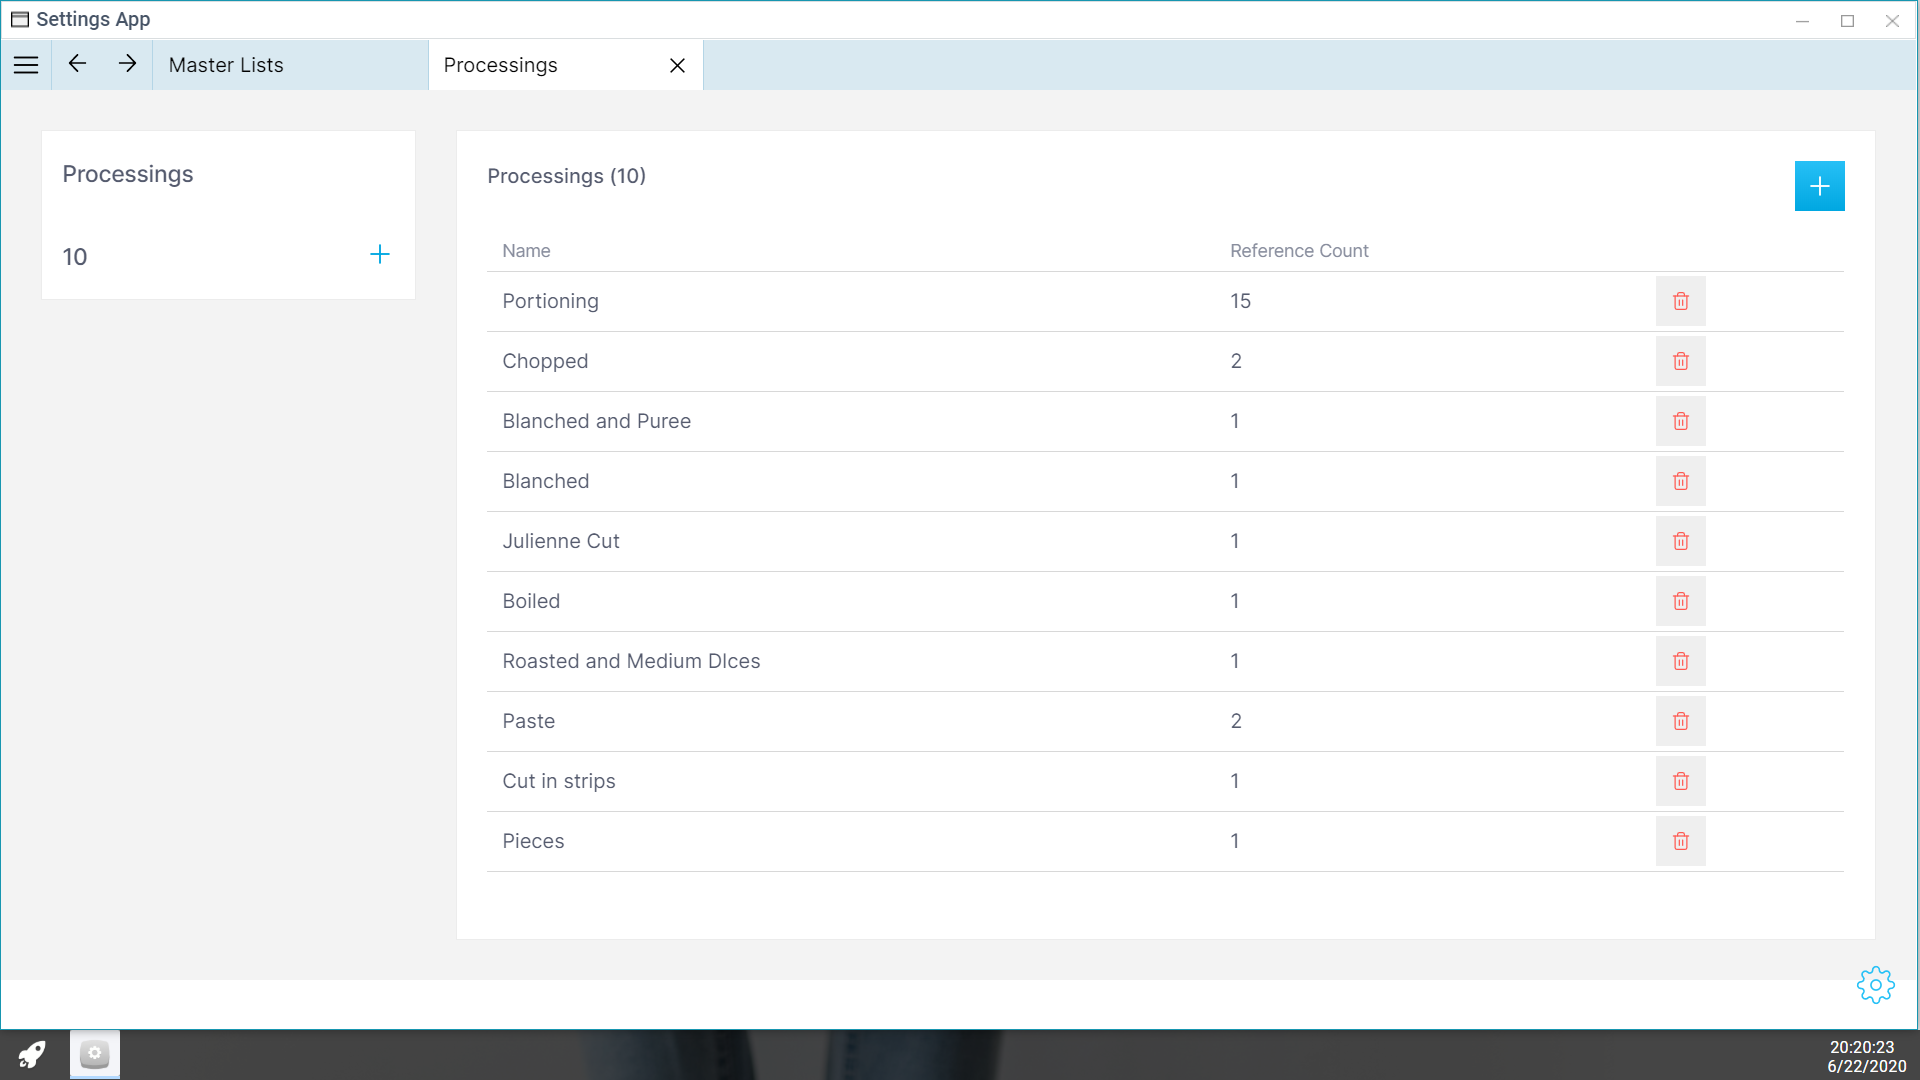 Settings App
Master Lists
Processings
Processings
10
Processings (10)
Name Reference Count
Portioning 15
Chopped 2
Blanched and Puree 1
Blanched 1
Julienne Cut 1
Boiled 1
Roasted and Medium DIces 1
Paste 2
Cut in strips 1
Pieces 1
20:20:23
6/22/2020